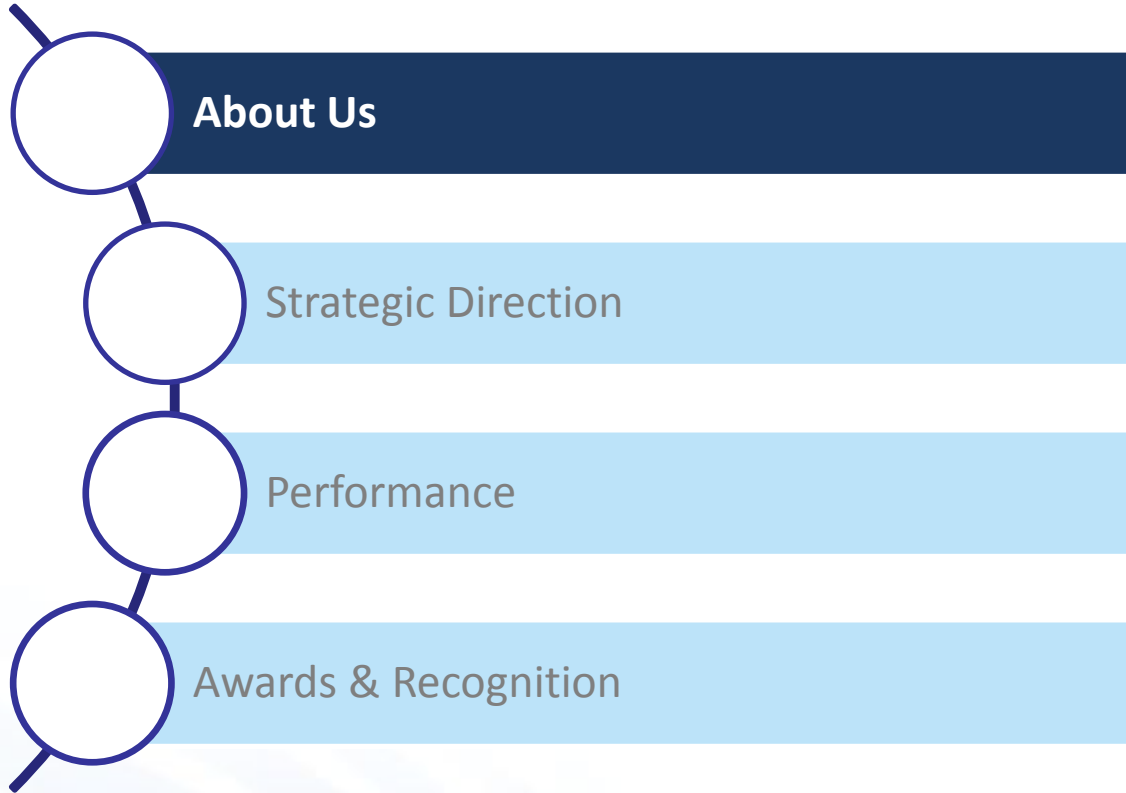 About Us
Strategic Direction
Performance
Awards & Recognition